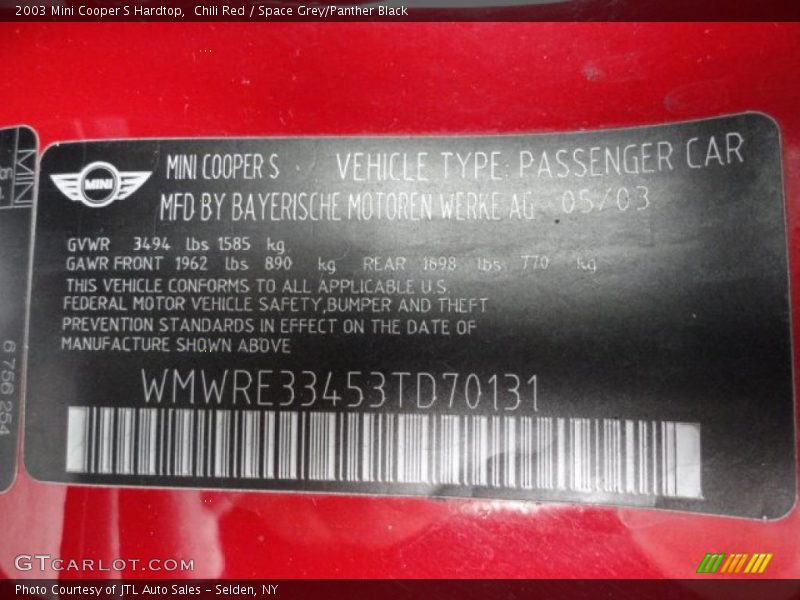 2003 Mini Cooper S Hardtop,  Chili Red / Space Grey/Panther Black
MINI
MINI COOPER S
VEHICLE TYPE: PASSENGER CAR
MFD BY BAYERISCHE MOTOREN WERKE AG 05/03
GVWR 3494 lbs 1585 kg
GAWR FRONT 1962 lbs 890 kg REAR 1698 lbs 770 kg
THIS VEHICLE CONFORMS TO ALL APPLICABLE U.S.
FEDERAL MOTOR VEHICLE SAFETY,BUMPER AND THEFT
PREVENTION STANDARDS IN EFFECT ON THE DATE OF
MANUFACTURE SHOWN ABOVE
WMWRE33453TD70131
MIN
6 756 254
GTCARLOT.COM
Photo Courtesy of JTL Auto Sales – Selden, NY